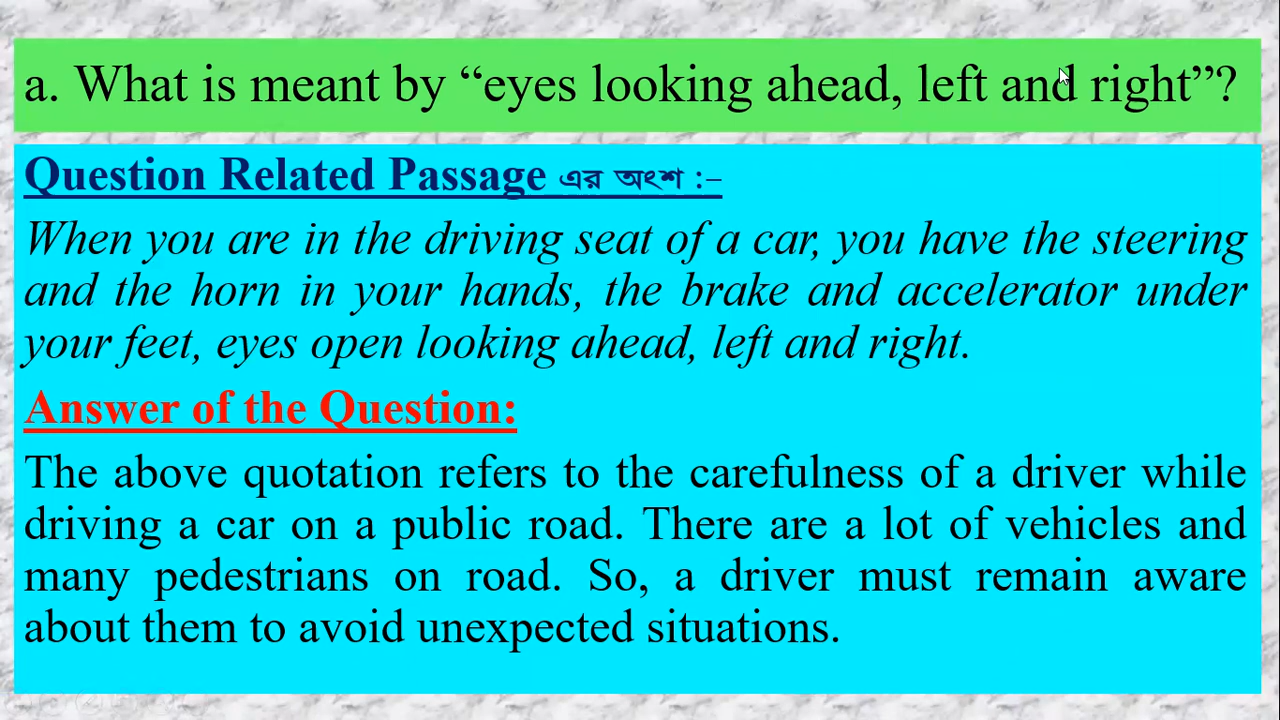 a. What is meant by “eyes looking ahead, left and right”?
Question Related Passage এর অংশ :–
When you are in the driving seat of a car, you have the steering
and the horn in your hands, the brake and accelerator under
your feet, eyes open looking ahead, left and right.
Answer of the Question:
The above quotation refers to the carefulness of a driver while
driving a car on a public road. There are a lot of vehicles and
many pedestrians on road. So, a driver must remain aware
about them to avoid unexpected situations.